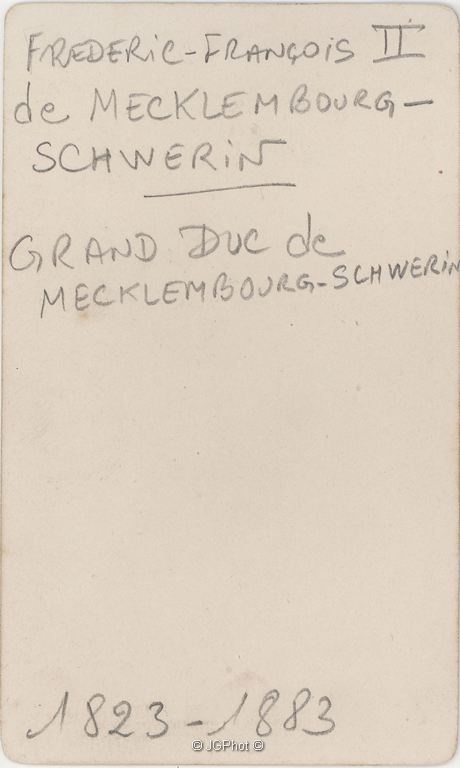 FREDERIC-FRANÇOIS II
de MECKLEMBOURG-
SCHWERIN
GRAND DUC de
MECKLEMBOURG-SCHWERIN
1823-1883
© JGPhot ©